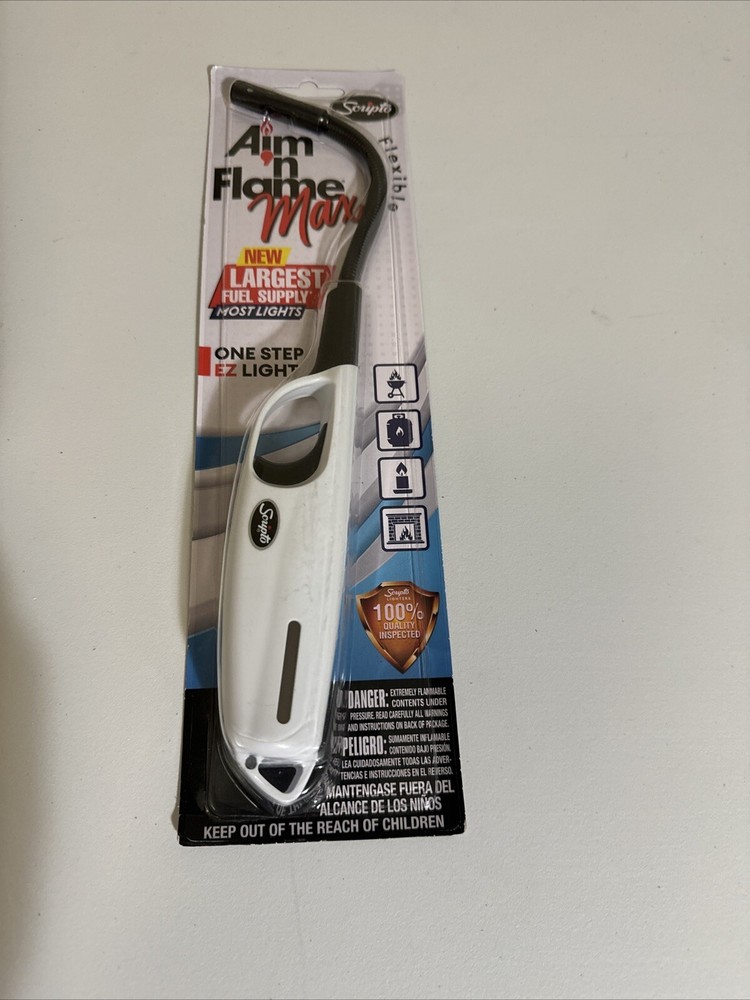 Scripto
Flexible
Aim
'n
Flame
Max
NEW
LARGEST
FUEL SUPPLY
MOST LIGHTS
ONE STEP
EZ LIGHT
Scripto
Scripto
LIGHTERS
100%
QUALITY
INSPECTED
DANGER: EXTREMELY FLAMMABLE
CONTENTS UNDER
PRESSURE. READ CAREFULLY ALL WARNINGS
AND INSTRUCTIONS ON BACK OF PACKAGE.
PELIGRO: SUMAMENTE INFLAMABLE
CONTENIDO BAJO PRESIÓN.
LEA CUIDADOSAMENTE TODAS LAS ADVER-
TENCIAS E INSTRUCCIONES EN EL REVERSO.
MANTENGASE FUERA DEL
ALCANCE DE LOS NIÑOS
KEEP OUT OF THE REACH OF CHILDREN